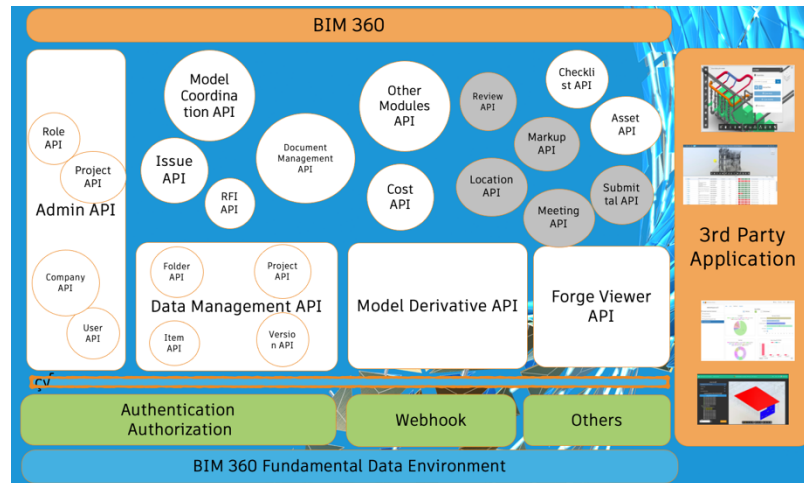 BIM 360
Model
Coordina
tion API
Other
Modules
API
Review
API
Checkli
st API
Asset
API
Role
API
Project
API
Admin API
Issue
API
Document
Management
API
RFI
API
Cost
API
Markup
API
Location
API
Meeting
API
Submit
tal API
3rd Party
Application
Company
API
User
API
Folder
API
Project
API
Data Management API
Item
API
Versio
n API
Model Derivative API
Forge Viewer
API
Authentication
Authorization
Webhook
Others
BIM 360 Fundamental Data Environment